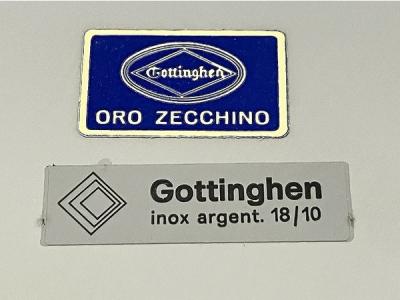 Gottinghen
ORO ZECCHINO
Gottinghen
inox argent. 18/10